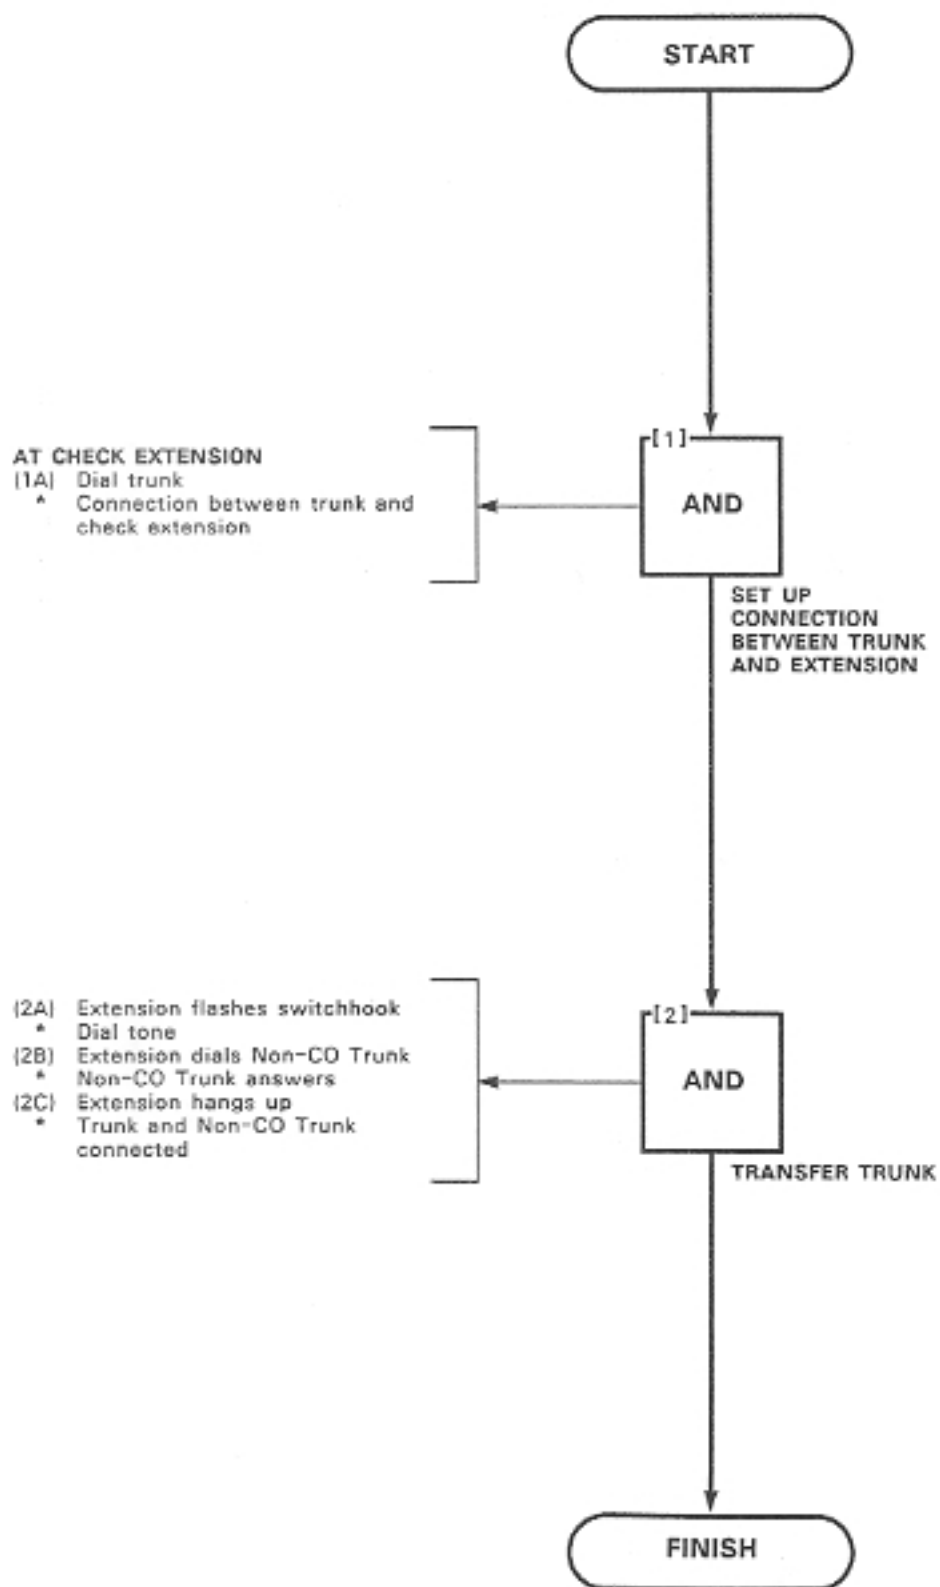 START
[1]
AND
AT CHECK EXTENSION
(1A) Dial trunk
* Connection between trunk and
check extension
SET UP
CONNECTION
BETWEEN TRUNK
AND EXTENSION
[2]
AND
(2A) Extension flashes switchhook
* Dial tone
(2B) Extension dials Non-CO Trunk
* Non-CO Trunk answers
(2C) Extension hangs up
* Trunk and Non-CO Trunk
connected
TRANSFER TRUNK
FINISH